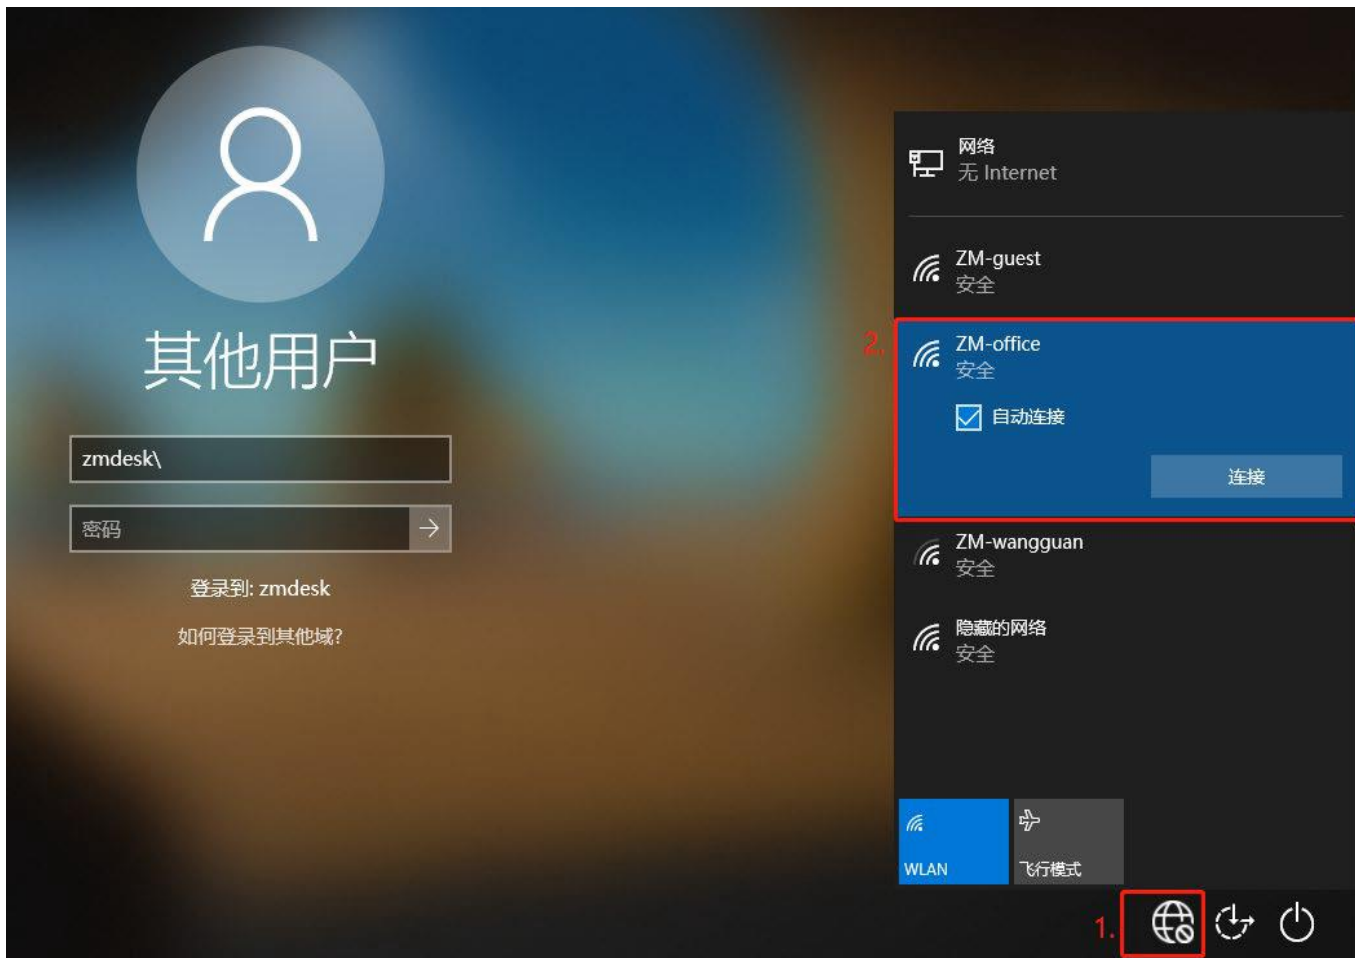 其他用户
zmdesk\
密码
登录到: zmdesk
如何登录到其他域?
网络
无 Internet
ZM-guest
安全
2.
ZM-office
安全
自动连接
连接
ZM-wangguan
安全
隐藏的网络
安全
WLAN
飞行模式
1.